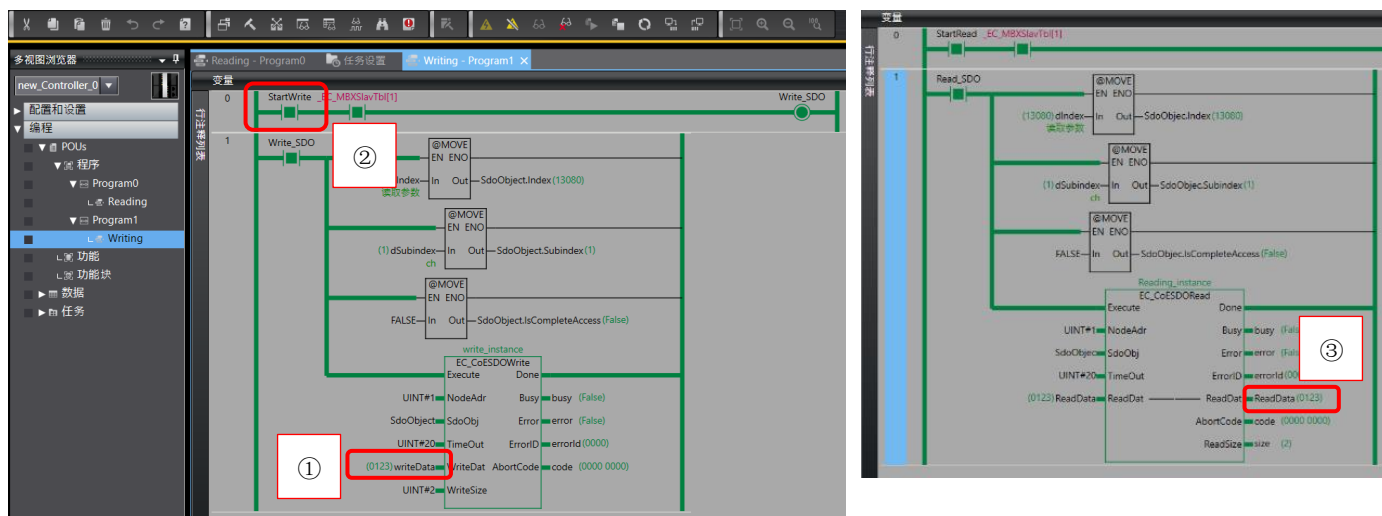 多视图浏览器
new_Controller_0
配置和设置
编程
POUs
程序
Program0
Reading
Program1
Writing
功能
功能块
数据
任务
Reading - Program0
任务设置
Writing - Program1
变量
行注释列表
0
StartWrite
_EC_MBXSlavTbl[1]
Write_SDO
②
1
Write_SDO
@MOVE
EN ENO
Index
In Out
SdoObject.Index (13080)
读取参数
@MOVE
EN ENO
(1) dSubindex
In Out
SdoObject.Subindex (1)
ch
@MOVE
EN ENO
FALSE
In Out
SdoObject.IsCompleteAccess (False)
write_instance
EC_CoESDOWrite
Execute Done
UINT#1 NodeAdr Busy busy (False)
SdoObject SdoObj Error error (False)
UINT#20 TimeOut ErrorID errorId (0000)
①
(0123) writeData WriteDat AbortCode code (0000 0000)
UINT#2 WriteSize
变量
行注释列表
0
StartRead
_EC_MBXSlavTbl[1]
1
Read_SDO
@MOVE
EN ENO
(13080) dIndex
In Out
SdoObjec.Index (13080)
读取参数
@MOVE
EN ENO
(1) dSubindex
In Out
SdoObjec.Subindex (1)
ch
@MOVE
EN ENO
FALSE
In Out
SdoObjec.IsCompleteAccess (False)
Reading_instance
EC_CoESDORead
Execute Done
UINT#1 NodeAdr Busy busy
SdoObjec SdoObj Error error
③
UINT#20 TimeOut ErrorID errorId
(0123) ReadData ReadDat ReadDat ReadData (0123)
AbortCode code (0000 0000)
ReadSize size (2)